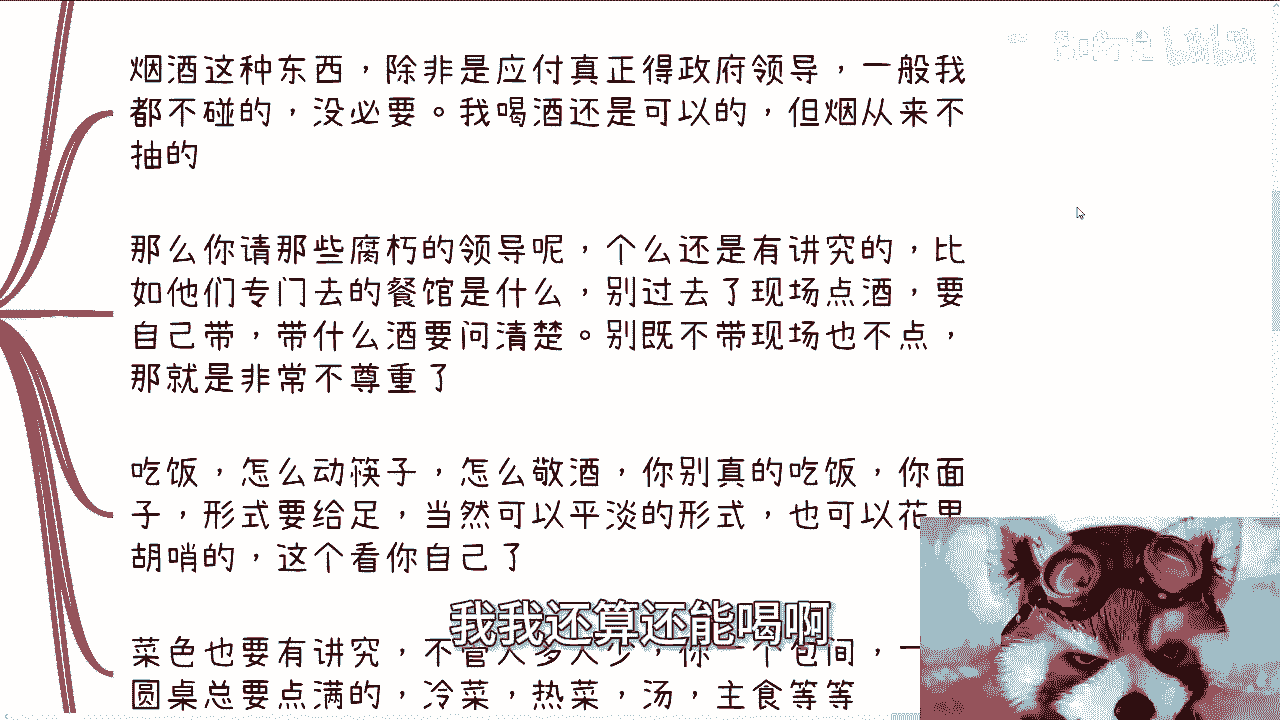 烟酒这种东西，除非是应付真正得政府领导，一般我
都不碰的，没必要。我喝酒还是可以的，但烟从来不
抽的
那么你请那些腐朽的领导呢，个么还是有讲究的，比
如他们专门去的餐馆是什么，别过去了现场点酒，要
自己带，带什么酒要问清楚。别既不带现场也不点，
那就是非常不尊重了
吃饭，怎么动筷子，怎么敬酒，你别真的吃饭，你面
子，形式要给足，当然可以平淡的形式，也可以花里
胡哨的，这个看你自己了
我我还算还能喝啊
菜色也要有讲究，不管人多人少，你一个包间，一
圆桌总要点满的，冷菜，热菜，汤，主食等等